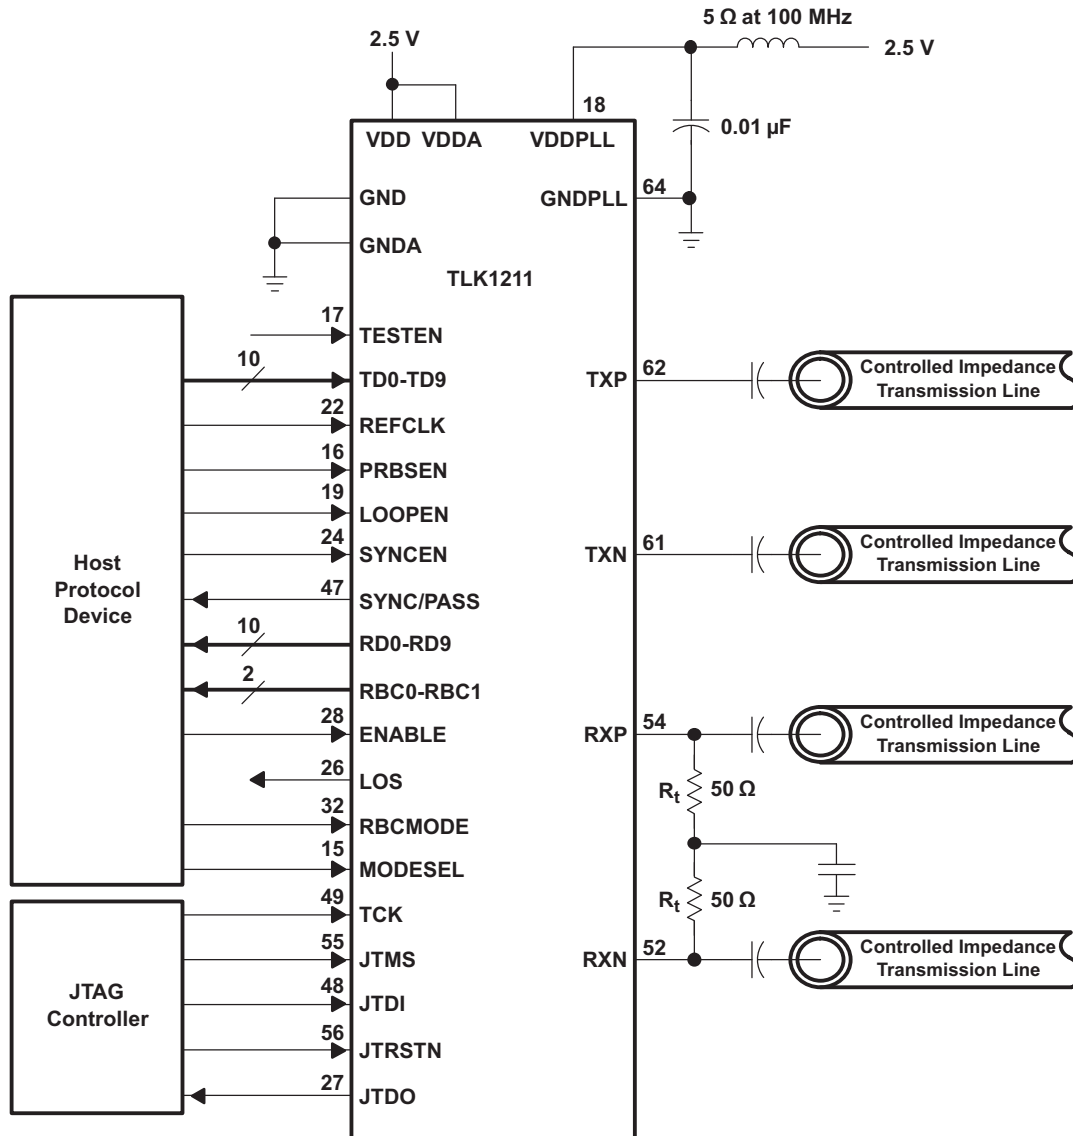 5 Ω at 100 MHz
2.5 V
2.5 V
18
0.01 µF
VDD VDDA VDDPLL
GND
GNDPLL
64
GNDA
TLK1211
17
TESTEN
10
TD0-TD9
TXP
62
Controlled Impedance
Transmission Line
22
REFCLK
16
PRBSEN
19
LOOPEN
24
SYNCEN
TXN
61
Controlled Impedance
Transmission Line
Host
Protocol
Device
47
SYNC/PASS
10
RD0-RD9
2
RBC0-RBC1
28
ENABLE
RXP
54
Controlled Impedance
Transmission Line
26
LOS
Rt
50 Ω
32
RBCMODE
15
MODESEL
Rt
50 Ω
49
TCK
55
JTMS
RXN
52
Controlled Impedance
Transmission Line
JTAG
Controller
48
JTDI
56
JTRSTN
27
JTDO